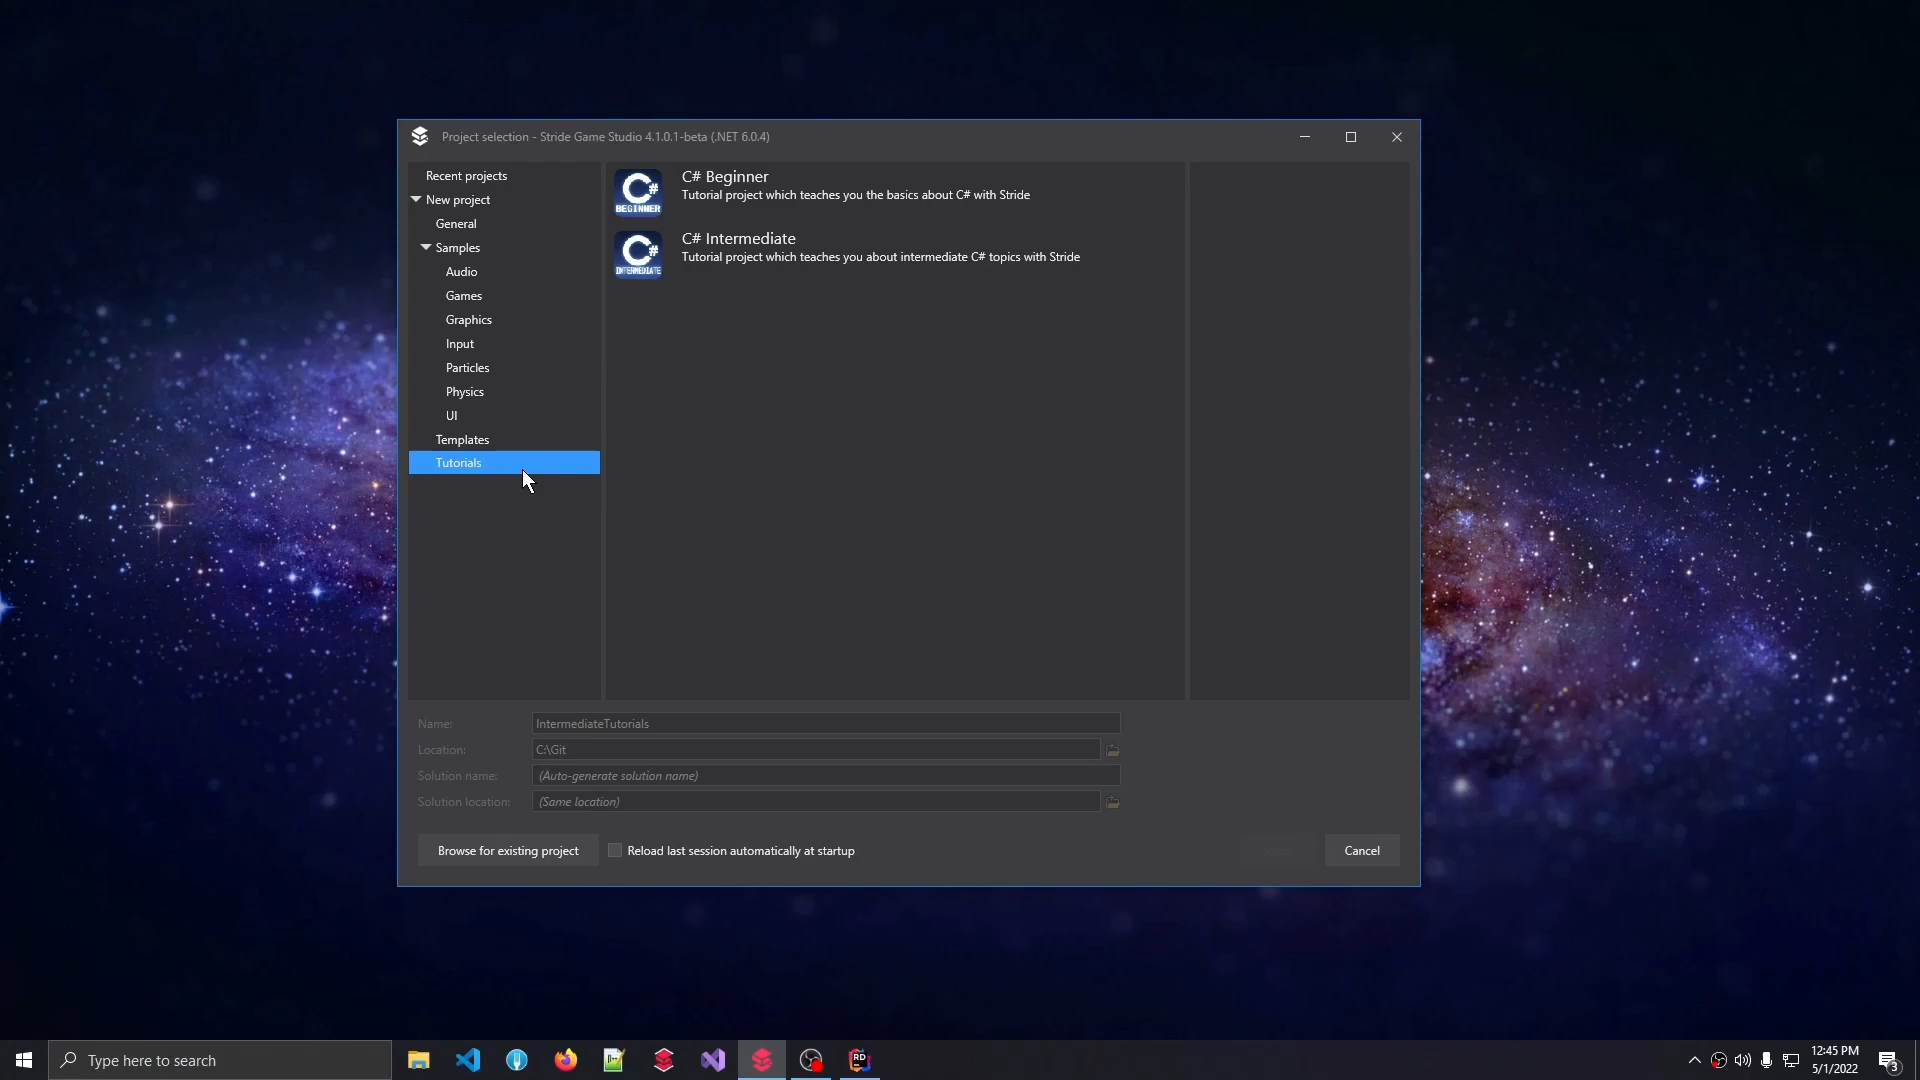 Project selection - Stride Game Studio 4.1.0.1-beta (.NET 6.0.4)
Recent projects
New project
General
Samples
Audio
Games
Graphics
Input
Particles
Physics
UI
Templates
Tutorials
C# BEGINNER
C# Beginner
Tutorial project which teaches you the basics about C# with Stride
C# INTERMEDIATE
C# Intermediate
Tutorial project which teaches you about intermediate C# topics with Stride
Name: IntermediateTutorials
Location: C:\Git
Solution name: (Auto-generate solution name)
Solution location: (Same location)
Browse for existing project
Reload last session automatically at startup
Cancel
Type here to search
RD
12:45 PM
5/1/2022
3